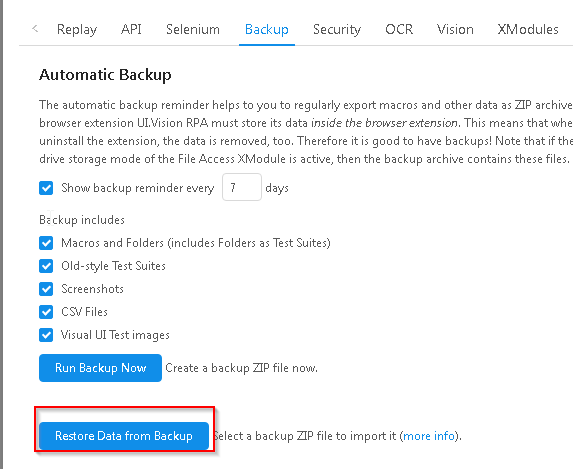 < Replay API Selenium Backup Security OCR Vision XModules
Automatic Backup
The automatic backup reminder helps to you to regularly export macros and other data as ZIP archive
browser extension UI.Vision RPA must store its data inside the browser extension. This means that whe
uninstall the extension, the data is removed, too. Therefore it is good to have backups! Note that if the
drive storage mode of the File Access XModule is active, then the backup archive contains these files.
Show backup reminder every 7 days
Backup includes
Macros and Folders (includes Folders as Test Suites)
Old-style Test Suites
Screenshots
CSV Files
Visual UI Test images
Run Backup Now Create a backup ZIP file now.
Restore Data from Backup Select a backup ZIP file to import it (more info).